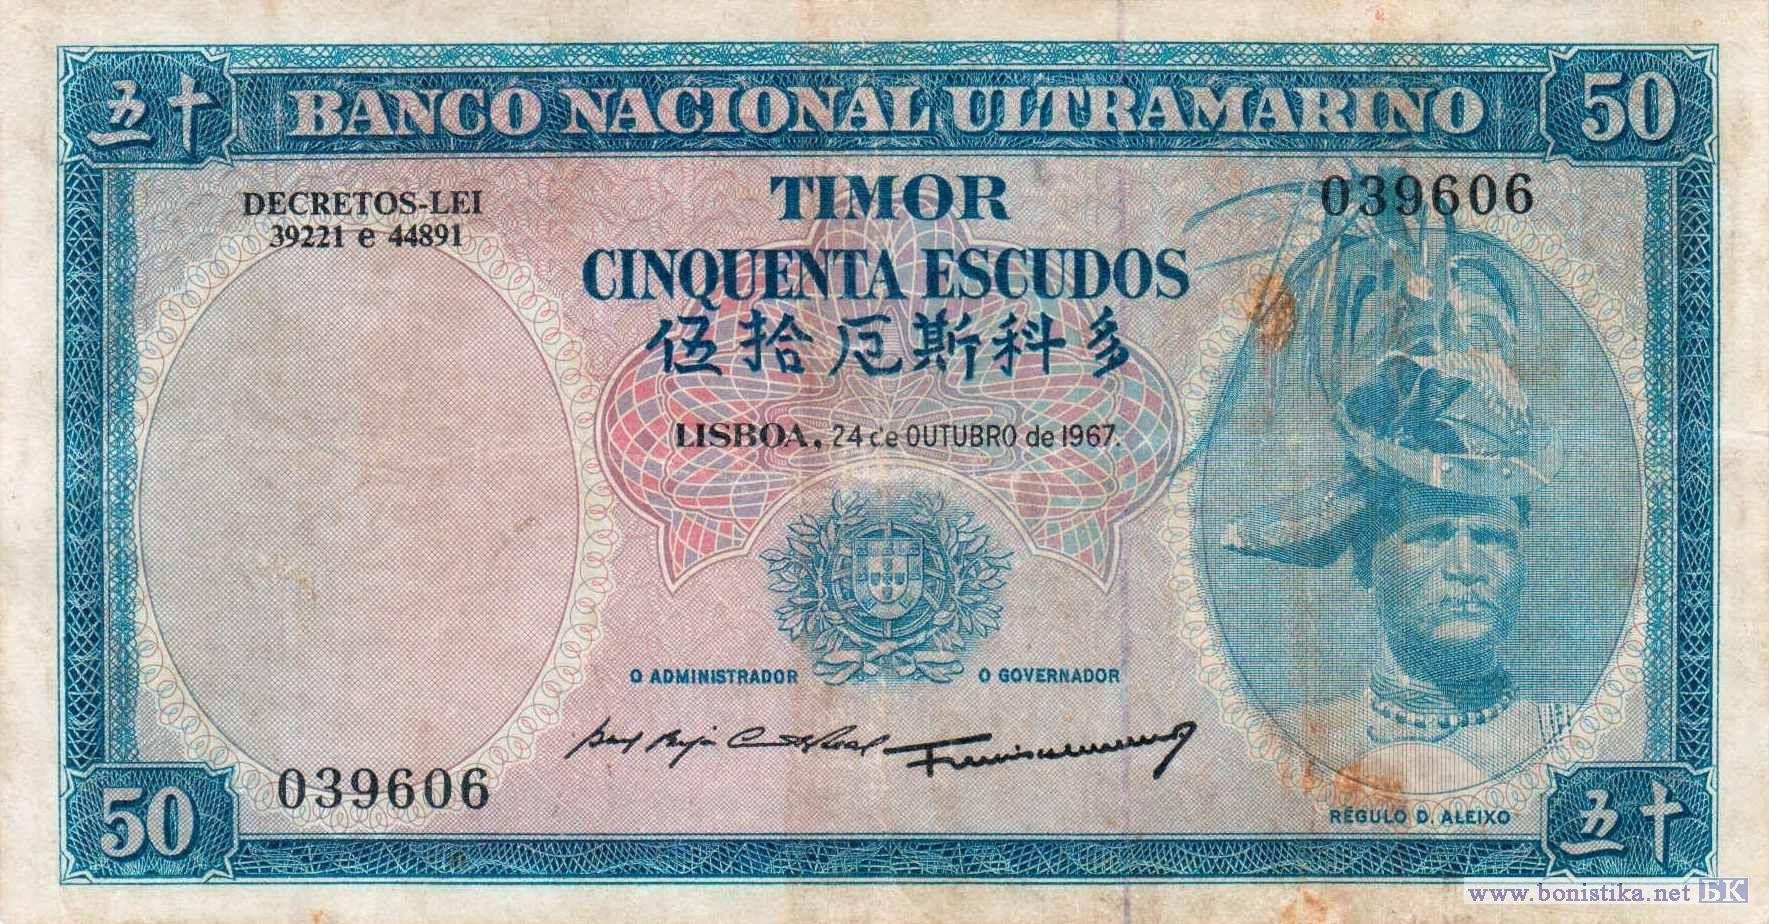 五十 BANCO NACIONAL ULTRAMARINO 50
DECRETOS-LEI
39221 e 44891
TIMOR
039606
CINQUENTA ESCUDOS
伍拾厄斯科多
LISBOA, 24 de OUTUBRO de 1967.
O ADMINISTRADOR O GOVERNADOR
039606
RÉGULO D. ALEIXO
50 五十
www.bonistika.net БК